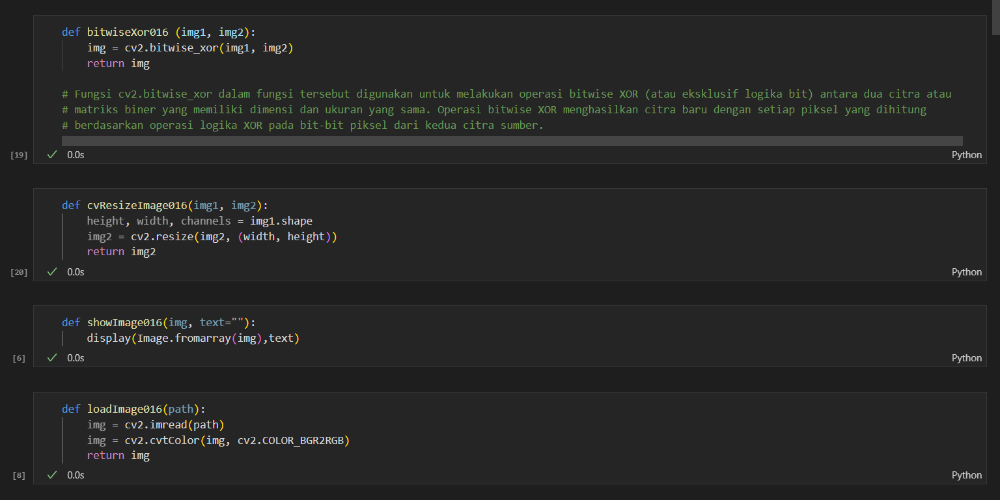 def bitwiseXor016 (img1, img2):
    img = cv2.bitwise_xor(img1, img2)
    return img
# Fungsi cv2.bitwise_xor dalam fungsi tersebut digunakan untuk melakukan operasi bitwise XOR (atau eksklusif logika bit) antara dua citra atau
# matriks biner yang memiliki dimensi dan ukuran yang sama. Operasi bitwise XOR menghasilkan citra baru dengan setiap piksel yang dihitung
# berdasarkan operasi logika XOR pada bit-bit piksel dari kedua citra sumber.
[19] ✓ 0.0s Python
def cvResizeImage016(img1, img2):
    height, width, channels = img1.shape
    img2 = cv2.resize(img2, (width, height))
    return img2
[20] ✓ 0.0s Python
def showImage016(img, text=""):
    display(Image.fromarray(img),text)
[6] ✓ 0.0s Python
def loadImage016(path):
    img = cv2.imread(path)
    img = cv2.cvtColor(img, cv2.COLOR_BGR2RGB)
    return img
[8] ✓ 0.0s Python